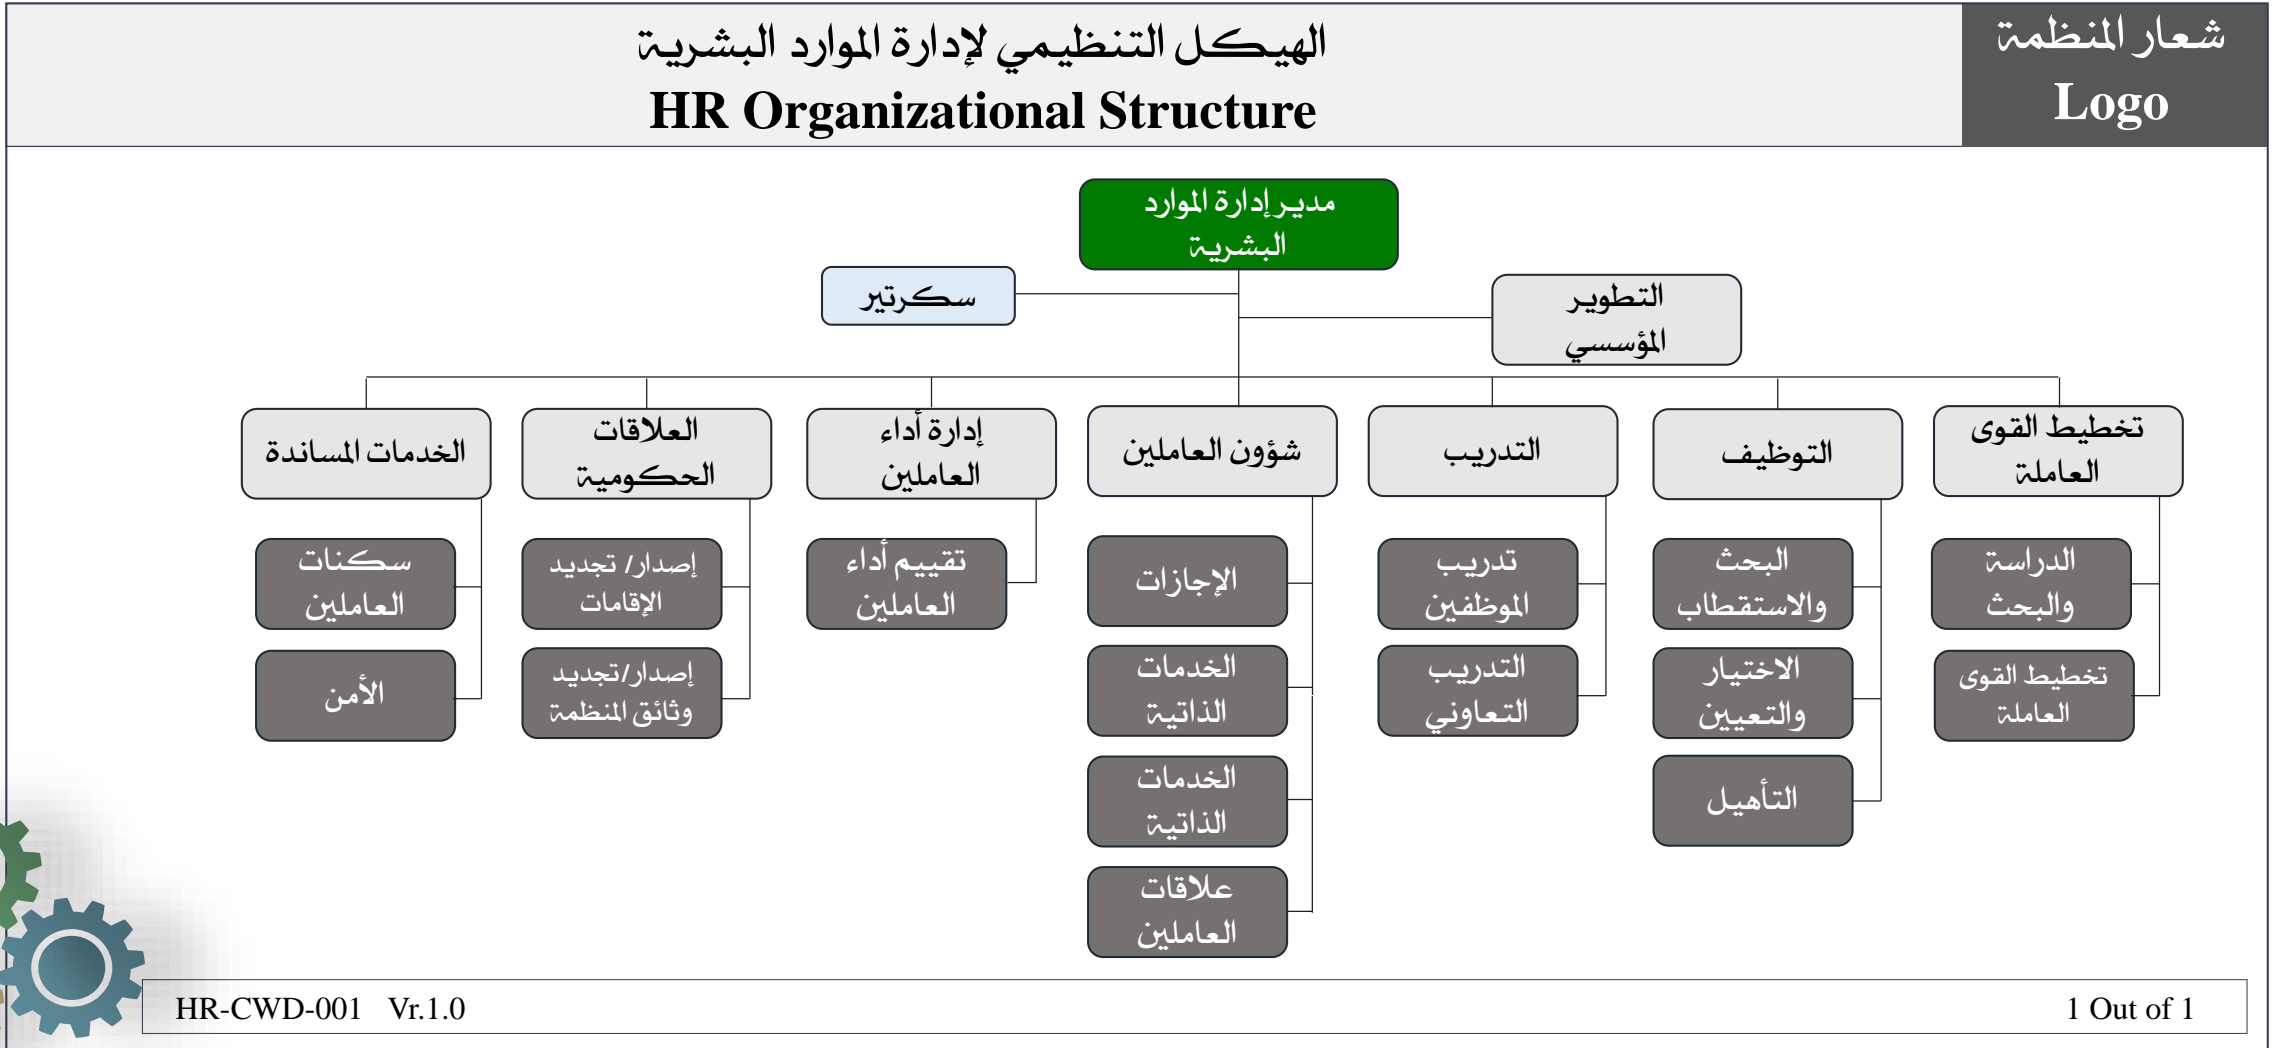 شعار المنظمة
Logo
الهيكل التنظيمي لإدارة الموارد البشرية
HR Organizational Structure
مدير إدارة الموارد
البشرية
التطوير
المؤسسي
سكرتير
تخطيط القوى
العاملة
التوظيف
التدريب
شؤون العاملين
إدارة أداء
العاملين
العلاقات
الحكومية
الخدمات المساندة
الدراسة
والبحث
تخطيط القوى
العاملة
البحث
والاستقطاب
الاختيار
والتعيين
التأهيل
تدريب
الموظفين
التدريب
التعاوني
الإجازات
الخدمات
الذاتية
الخدمات
الذاتية
علاقات
العاملين
تقييم أداء
العاملين
إصدار/ تجديد
الإقامات
إصدار/تجديد
وثائق المنظمة
سكنات
العاملين
الأمن
HR-CWD-001 Vr.1.0
1 Out of 1